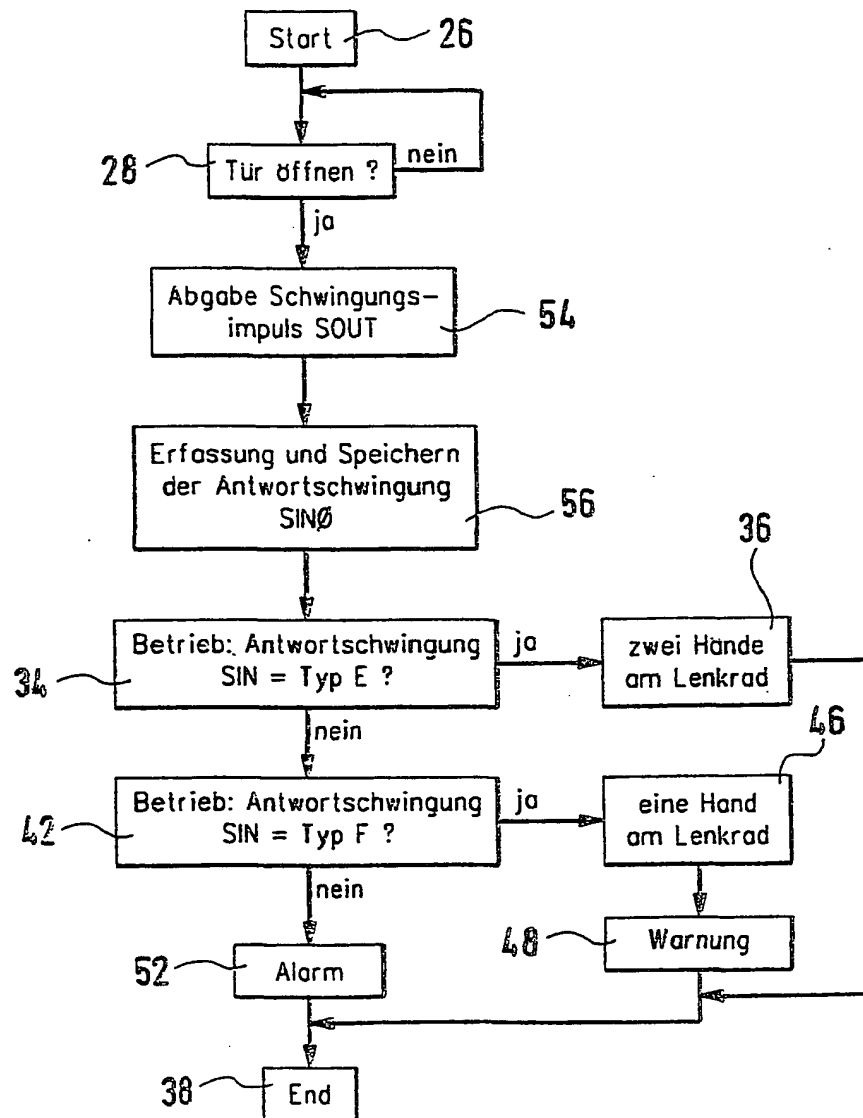 Start
26
28
Tür öffnen ?
nein
ja
Abgabe Schwingungs-
impuls SOUT
54
Erfassung und Speichern
der Antwortschwingung
SINØ
56
36
34
Betrieb: Antwortschwingung
SIN = Typ E ?
ja
zwei Hände
am Lenkrad
nein
46
42
Betrieb: Antwortschwingung
SIN = Typ F ?
ja
eine Hand
am Lenkrad
nein
52
Alarm
48
Warnung
38
End